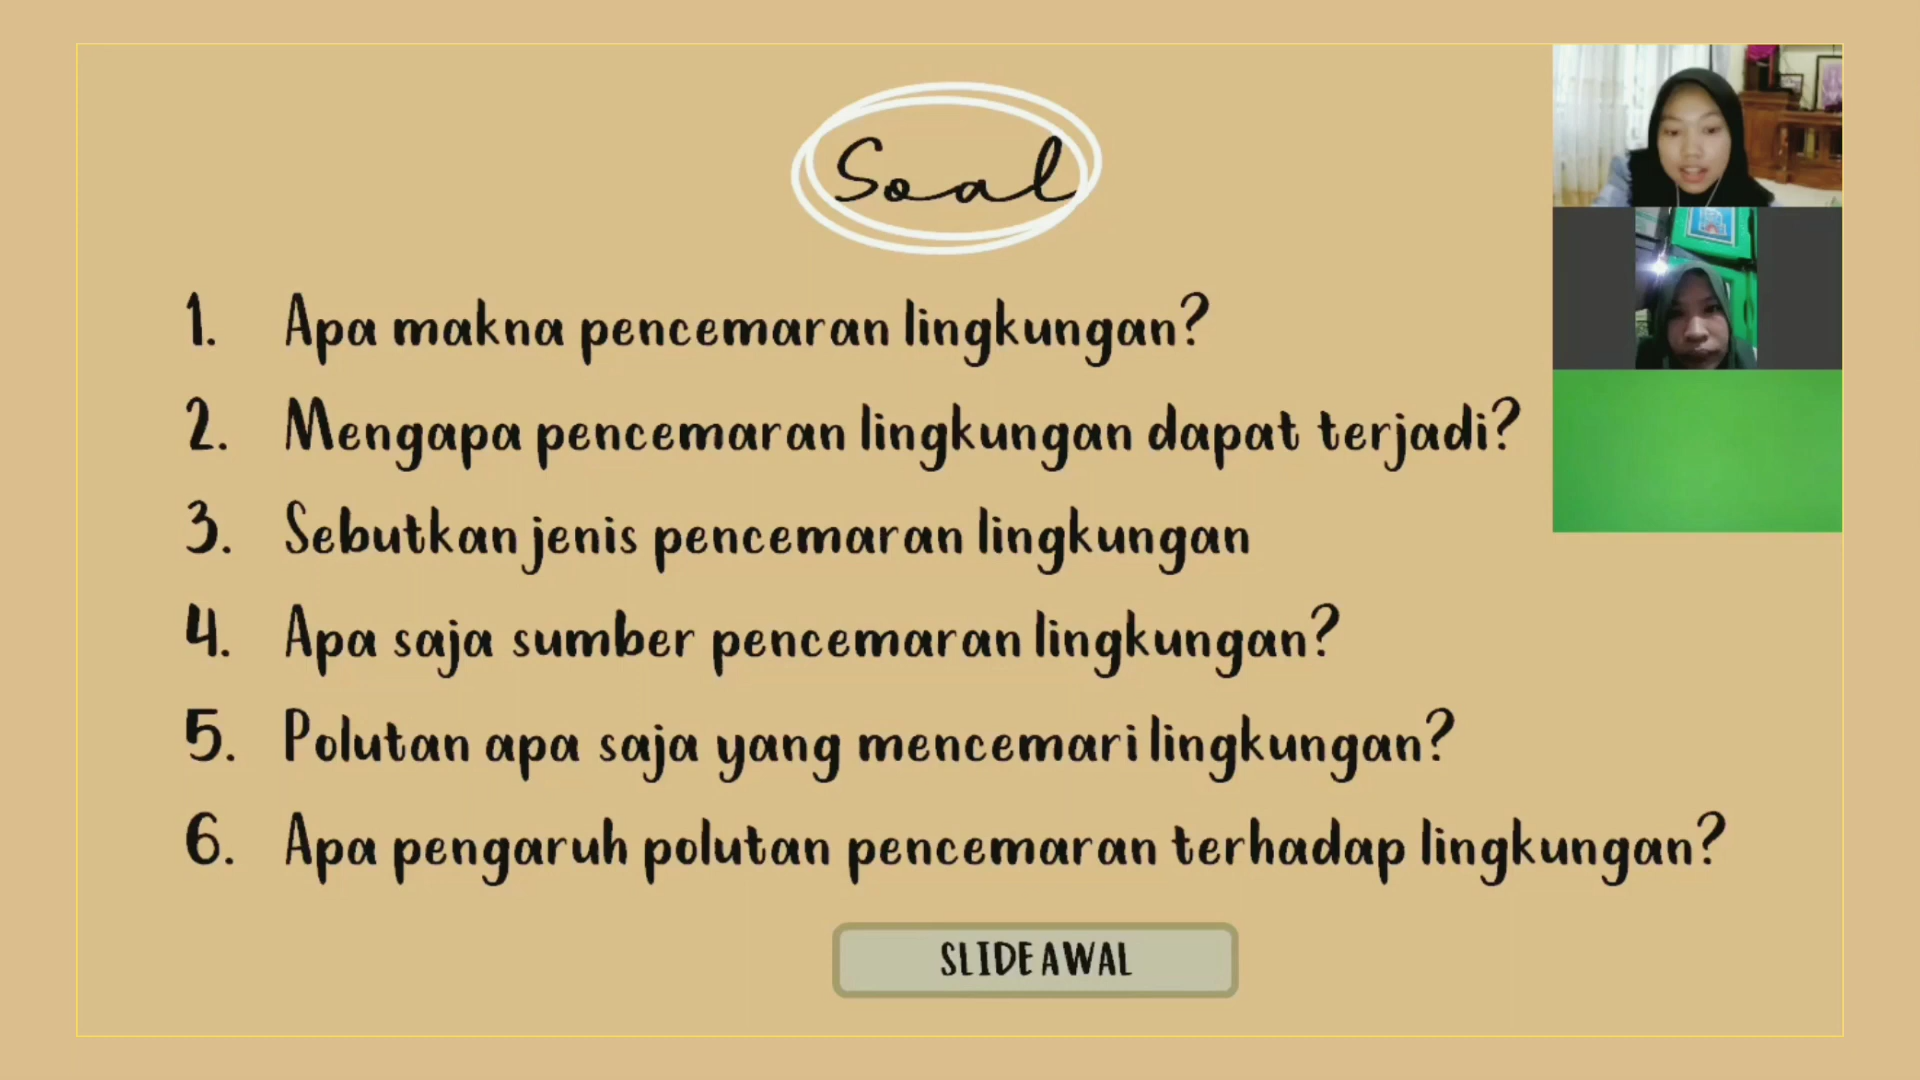 Soal
1. Apa makna pencemaran lingkungan?
2. Mengapa pencemaran lingkungan dapat terjadi?
3. Sebutkan jenis pencemaran lingkungan
4. Apa saja sumber pencemaran lingkungan?
5. Polutan apa saja yang mencemari lingkungan?
6. Apa pengaruh polutan pencemaran terhadap lingkungan?
SLIDE AWAL